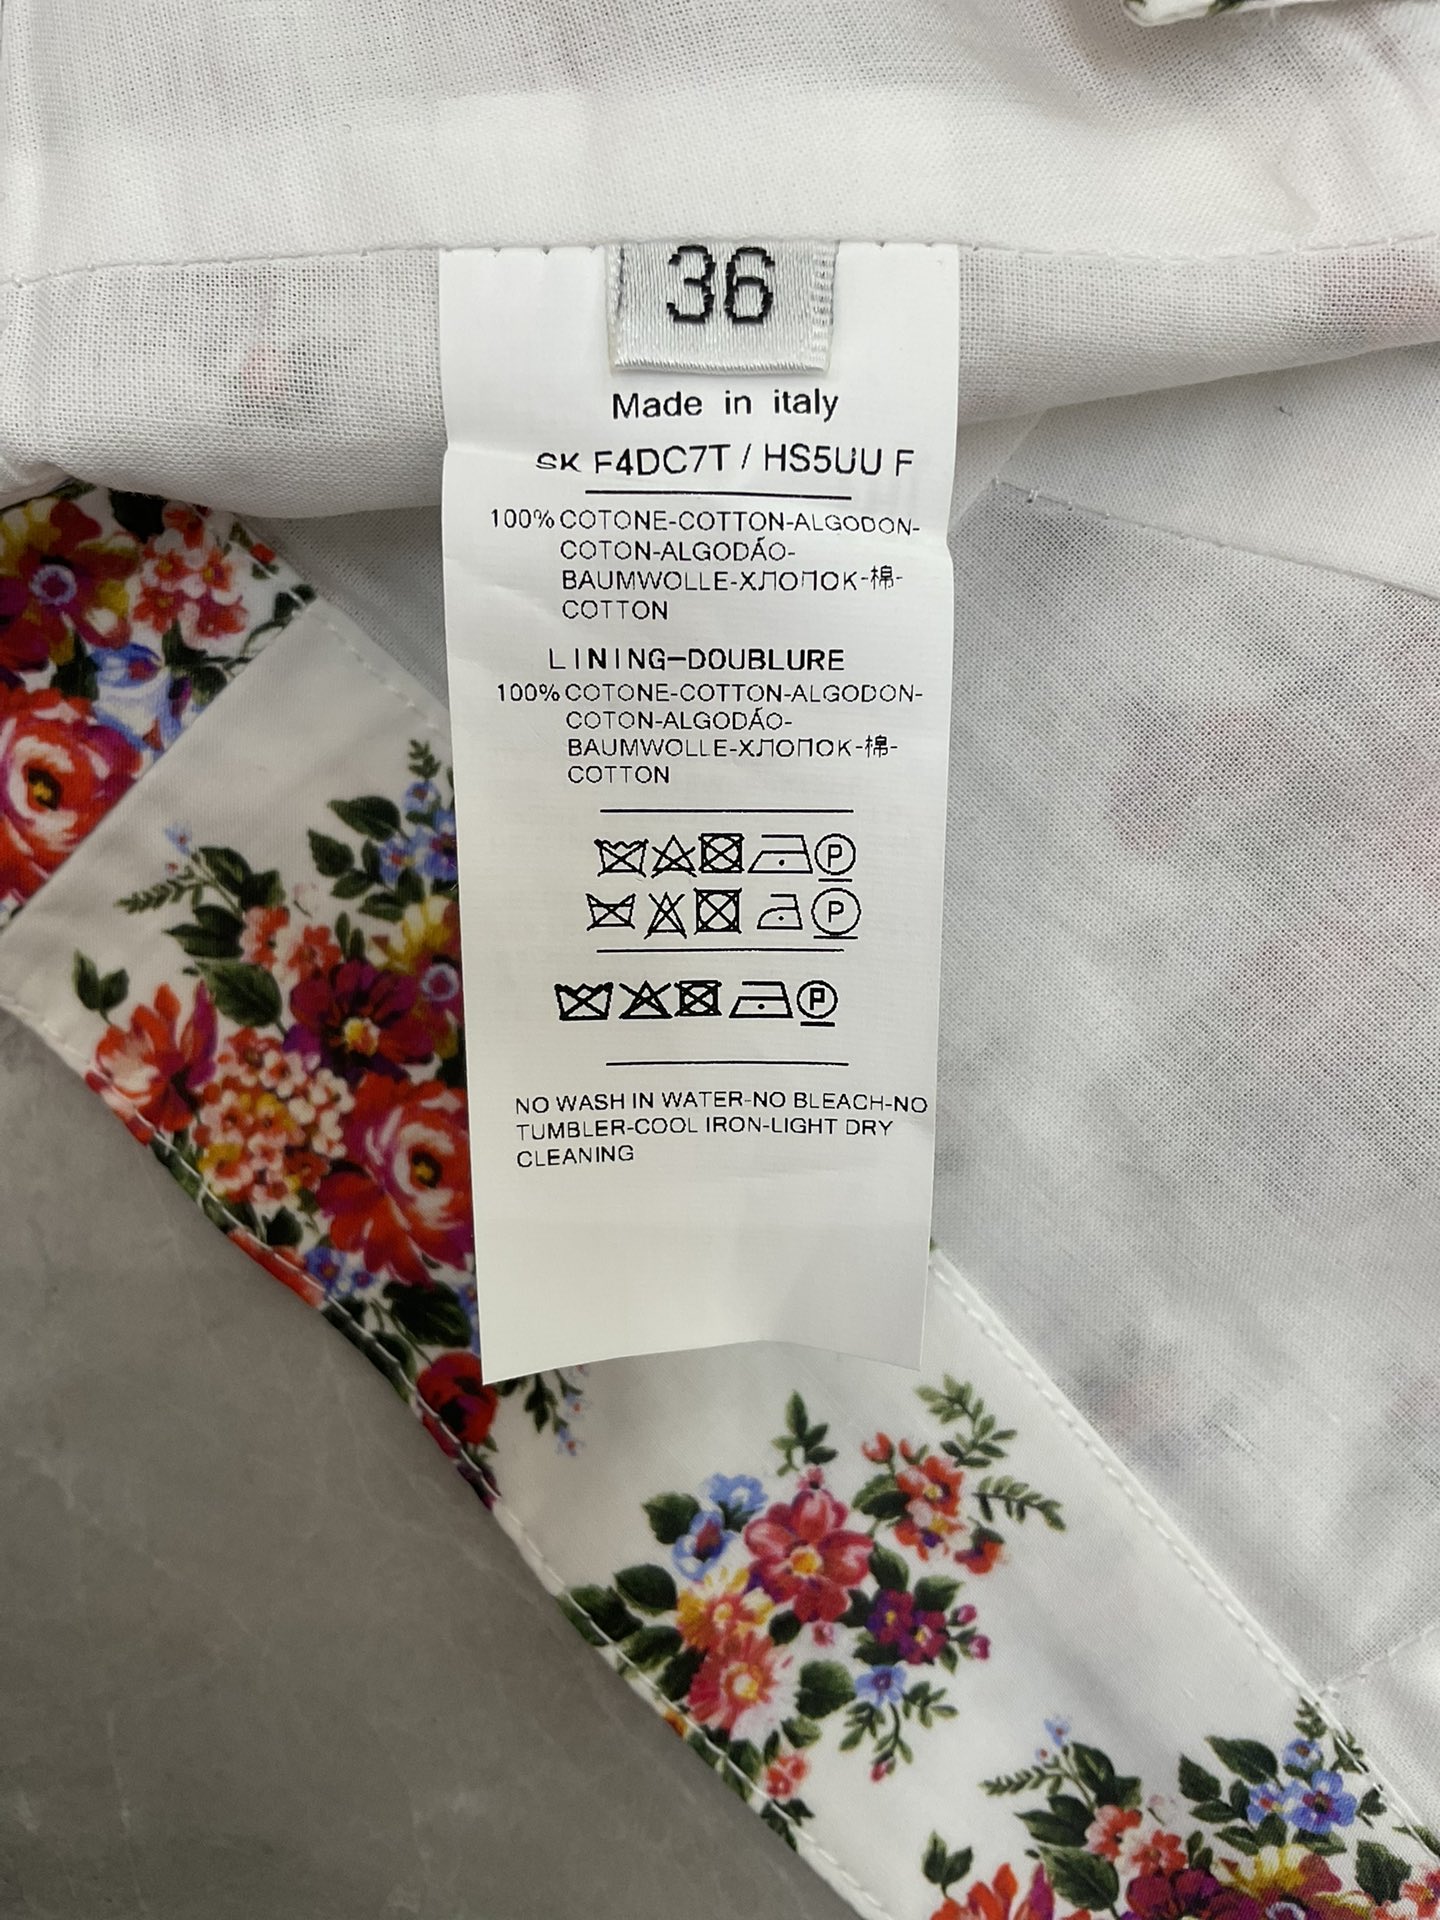 36
Made in italy
SK F4DC7T / HS5UU F
100% COTONE-COTTON-ALGODON-
COTON-ALGODÃO-
BAUMWOLLE-ХЛОПОК-棉-
COTTON
LINING-DOUBLURE
100% COTONE-COTTON-ALGODON-
COTON-ALGODÃO-
BAUMWOLLE-ХЛОПОК-棉-
COTTON
P
P
P
NO WASH IN WATER-NO BLEACH-NO
TUMBLER-COOL IRON-LIGHT DRY
CLEANING